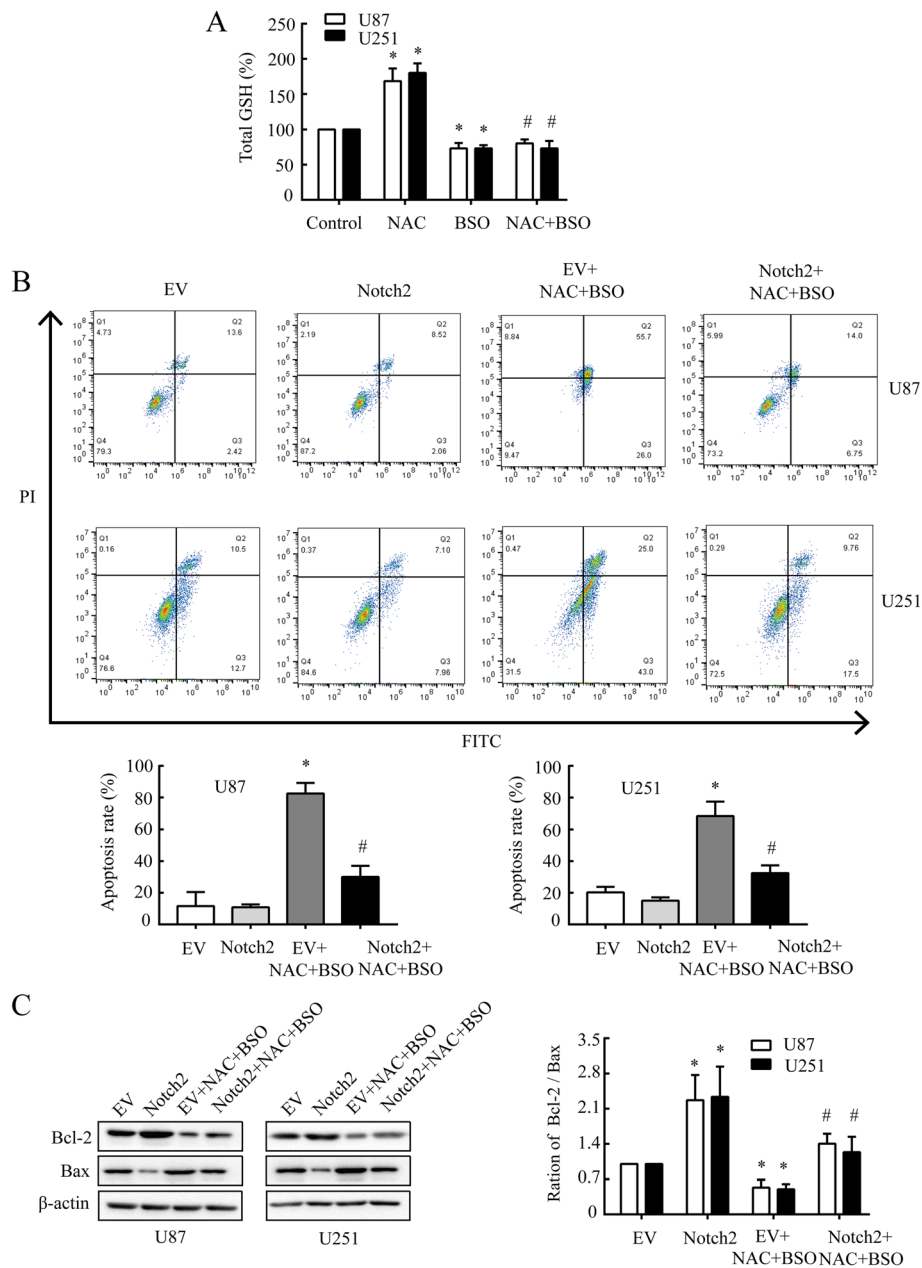 A
U87
U251
Total GSH (%)
250
200
150
100
50
0
* * * * # #
Control NAC BSO NAC+BSO
B
EV
Notch2
EV+
NAC+BSO
Notch2+
NAC+BSO
PI
Q1 4.73
Q2 13.6
Q4 79.3
Q3 2.42
Q1 2.19
Q2 8.52
Q4 87.2
Q3 2.06
Q1 8.84
Q2 55.7
Q4 9.47
Q3 26.0
Q1 5.99
Q2 14.0
Q4 73.2
Q3 6.75
U87
Q1 0.16
Q2 10.5
Q4 76.6
Q3 12.7
Q1 0.37
Q2 7.10
Q4 84.6
Q3 7.96
Q1 0.47
Q2 25.0
Q4 31.5
Q3 43.0
Q1 0.29
Q2 9.76
Q4 72.5
Q3 17.5
U251
FITC
Apoptosis rate (%)
100
80
60
40
20
0
U87
*
#
EV Notch2 EV+ Notch2+
NAC+BSO NAC+BSO
Apoptosis rate (%)
100
80
60
40
20
0
U251
*
#
EV Notch2 EV+ Notch2+
NAC+BSO NAC+BSO
C
EV Notch2 EV+NAC+BSO Notch2+NAC+BSO
EV Notch2 EV+NAC+BSO Notch2+NAC+BSO
Bcl-2
Bax
β-actin
U87
U251
Ration of Bcl-2 / Bax
3.5
2.8
2.1
1.4
0.7
0
U87
U251
* * * * # #
EV Notch2 EV+ Notch2+
NAC+BSO NAC+BSO